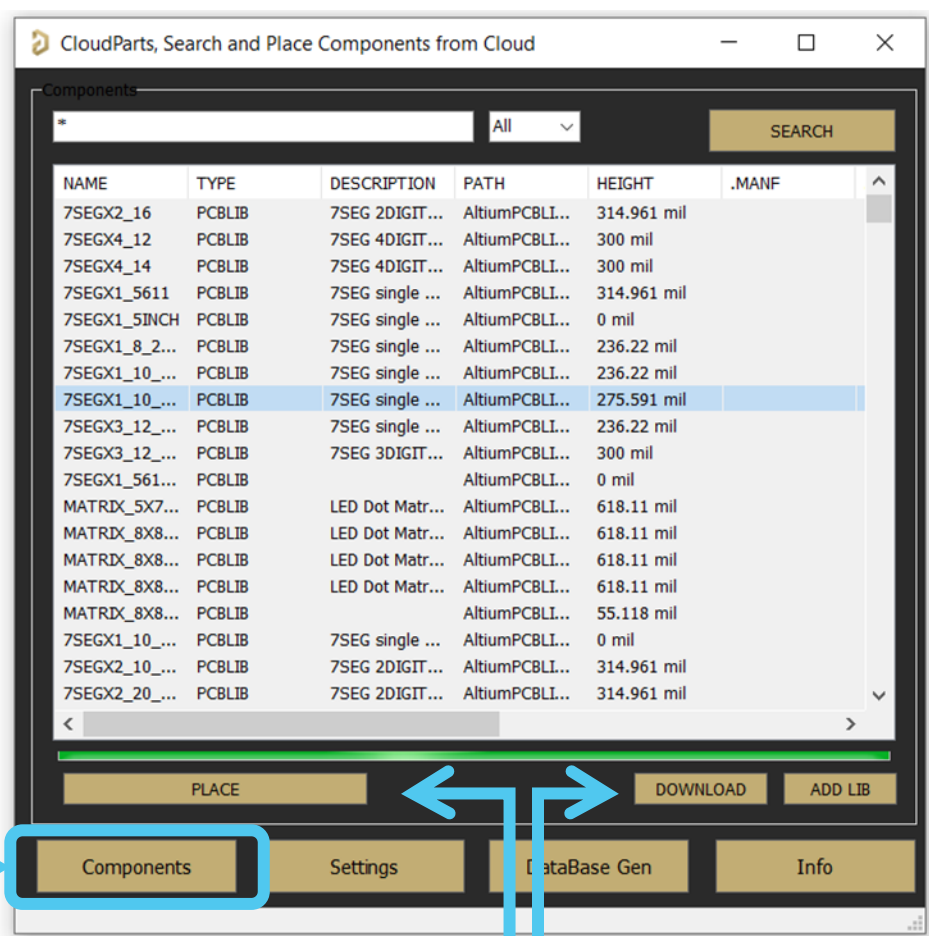 CloudParts, Search and Place Components from Cloud
Components
* All SEARCH
NAME TYPE DESCRIPTION PATH HEIGHT .MANF
7SEGX2_16 PCBLIB 7SEG 2DIGIT... AltiumPCBLI... 314.961 mil
7SEGX4_12 PCBLIB 7SEG 4DIGIT... AltiumPCBLI... 300 mil
7SEGX4_14 PCBLIB 7SEG 4DIGIT... AltiumPCBLI... 300 mil
7SEGX1_5611 PCBLIB 7SEG single ... AltiumPCBLI... 314.961 mil
7SEGX1_5INCH PCBLIB 7SEG single ... AltiumPCBLI... 0 mil
7SEGX1_8_2... PCBLIB 7SEG single ... AltiumPCBLI... 236.22 mil
7SEGX1_10_... PCBLIB 7SEG single ... AltiumPCBLI... 236.22 mil
7SEGX1_10_... PCBLIB 7SEG single ... AltiumPCBLI... 275.591 mil
7SEGX3_12_... PCBLIB 7SEG single ... AltiumPCBLI... 236.22 mil
7SEGX3_12_... PCBLIB 7SEG 3DIGIT... AltiumPCBLI... 300 mil
7SEGX1_561... PCBLIB AltiumPCBLI... 0 mil
MATRIX_5X7... PCBLIB LED Dot Matr... AltiumPCBLI... 618.11 mil
MATRIX_8X8... PCBLIB LED Dot Matr... AltiumPCBLI... 618.11 mil
MATRIX_8X8... PCBLIB LED Dot Matr... AltiumPCBLI... 618.11 mil
MATRIX_8X8... PCBLIB LED Dot Matr... AltiumPCBLI... 618.11 mil
MATRIX_8X8... PCBLIB AltiumPCBLI... 55.118 mil
7SEGX1_10_... PCBLIB 7SEG single ... AltiumPCBLI... 0 mil
7SEGX2_10_... PCBLIB 7SEG 2DIGIT... AltiumPCBLI... 314.961 mil
7SEGX2_20_... PCBLIB 7SEG 2DIGIT... AltiumPCBLI... 314.961 mil
PLACE DOWNLOAD ADD LIB
Components Settings DataBase Gen Info